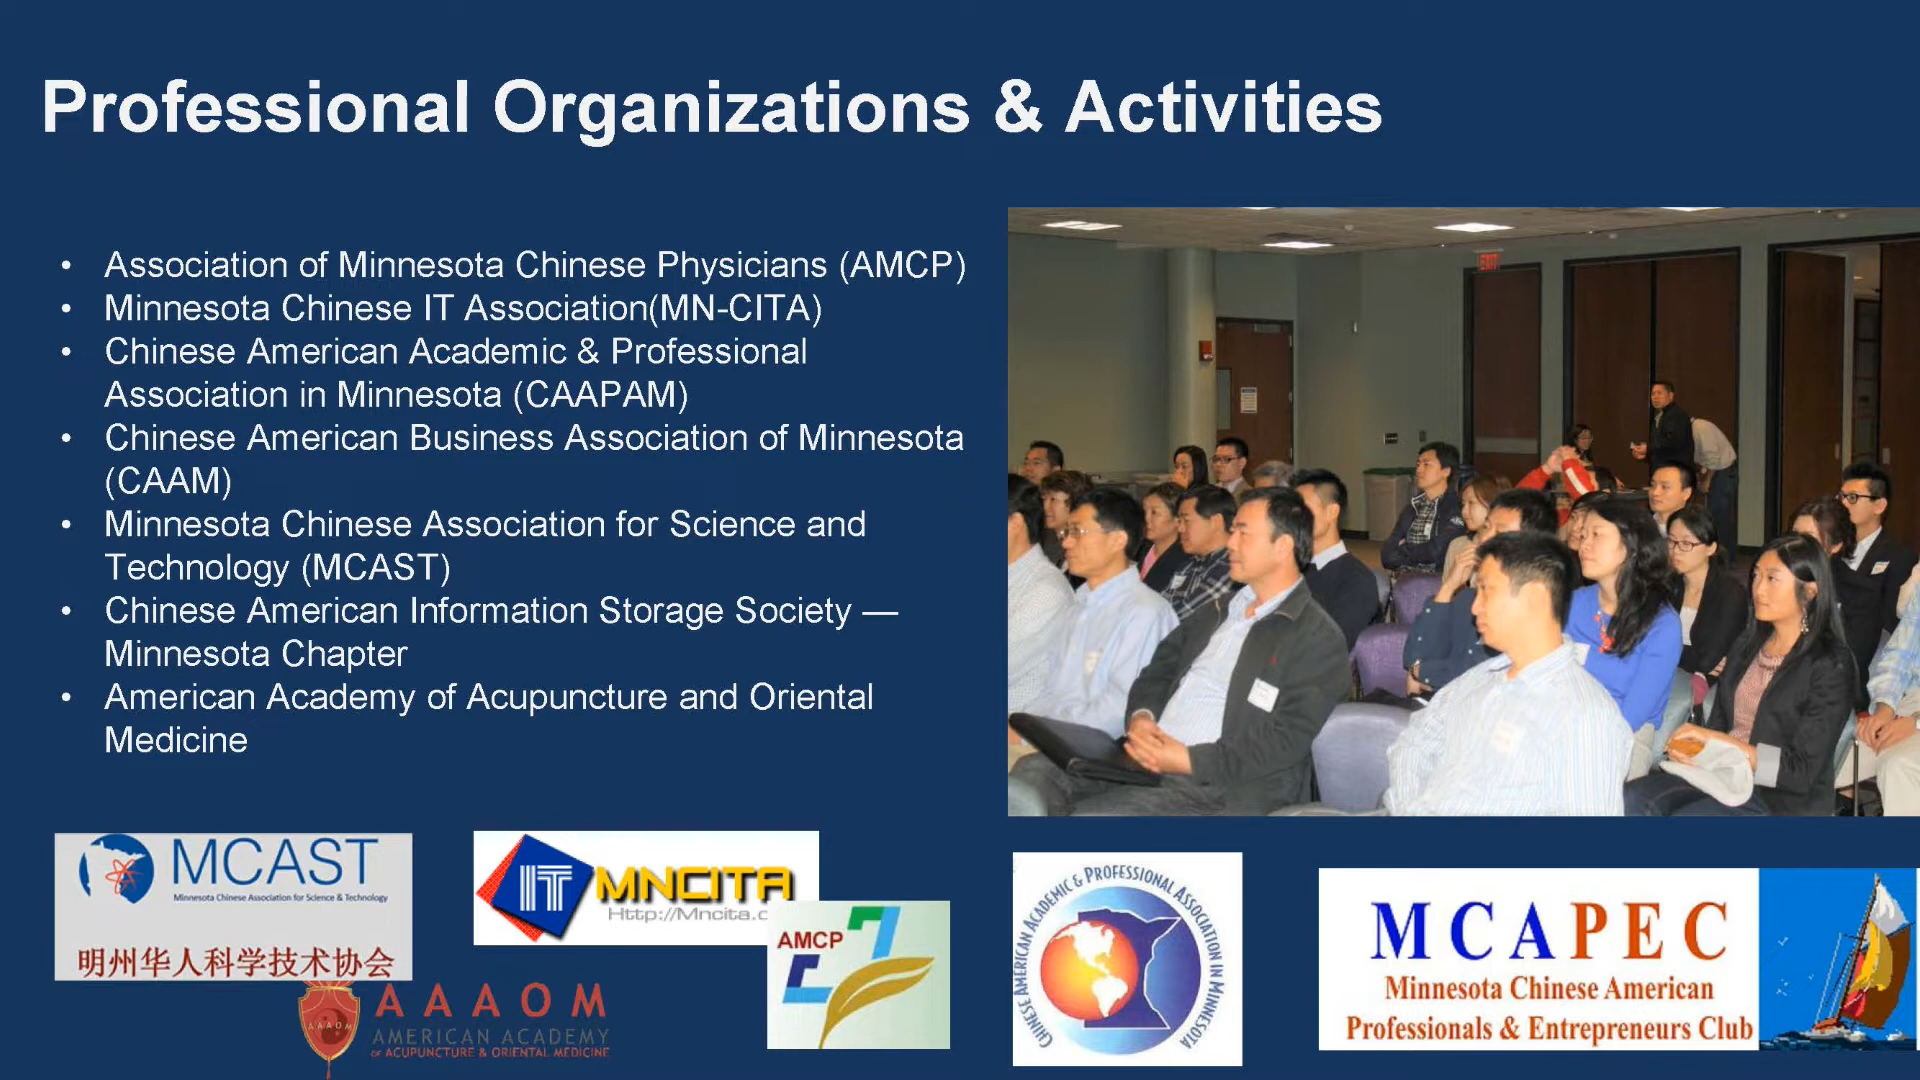 Professional Organizations & Activities
• Association of Minnesota Chinese Physicians (AMCP)
• Minnesota Chinese IT Association(MN-CITA)
• Chinese American Academic & Professional
Association in Minnesota (CAAPAM)
• Chinese American Business Association of Minnesota
(CAAM)
• Minnesota Chinese Association for Science and
Technology (MCAST)
• Chinese American Information Storage Society —
Minnesota Chapter
• American Academy of Acupuncture and Oriental
Medicine
EXIT
MCAST
Minnesota Chinese Association for Science & Technology
明州华人科学技术协会
IT MNCITA
Http://Mncita.c
AMCP
AAAOM
AAAOM
AMERICAN ACADEMY
OF ACUPUNCTURE & ORIENTAL MEDICINE
CHINESE AMERICAN ACADEMIC & PROFESSIONAL ASSOCIATION IN MINNESOTA
MCAPEC
Minnesota Chinese American
Professionals & Entrepreneurs Club